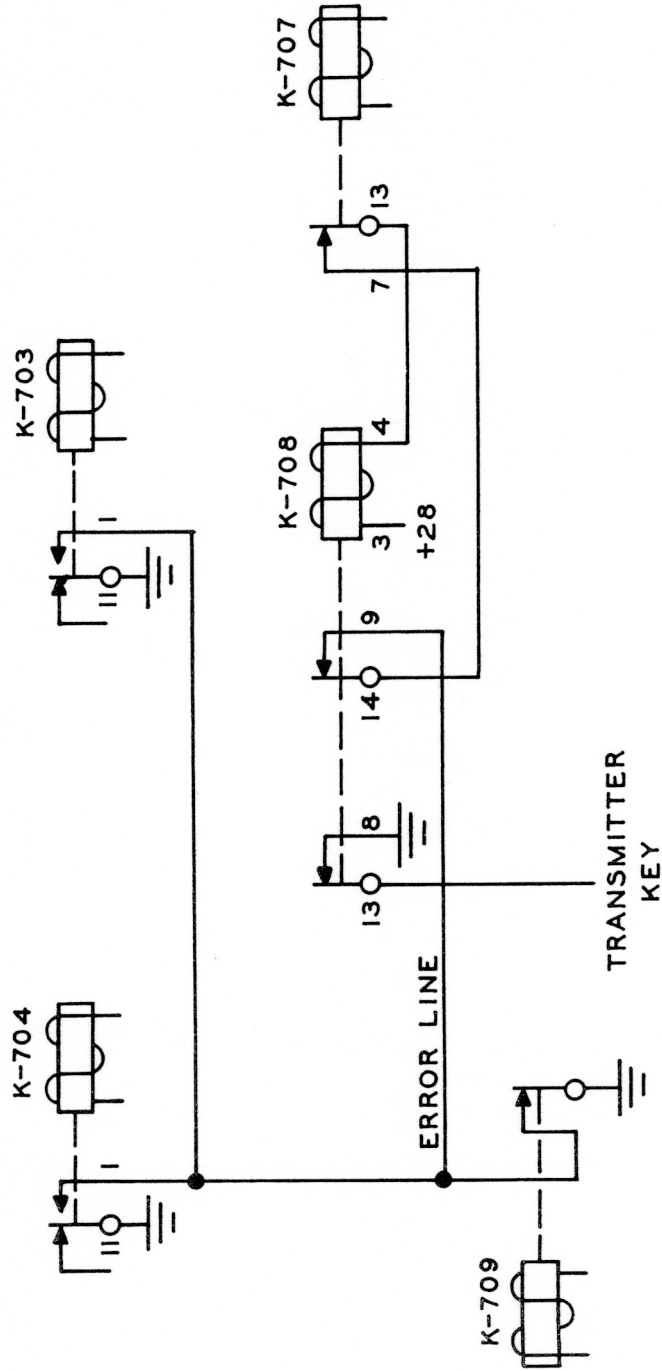 K-704
K-703
11
1
11
1
K-708
K-707
13
8
14
9
3
4
7
13
+28
ERROR LINE
K-709
TRANSMITTER
KEY